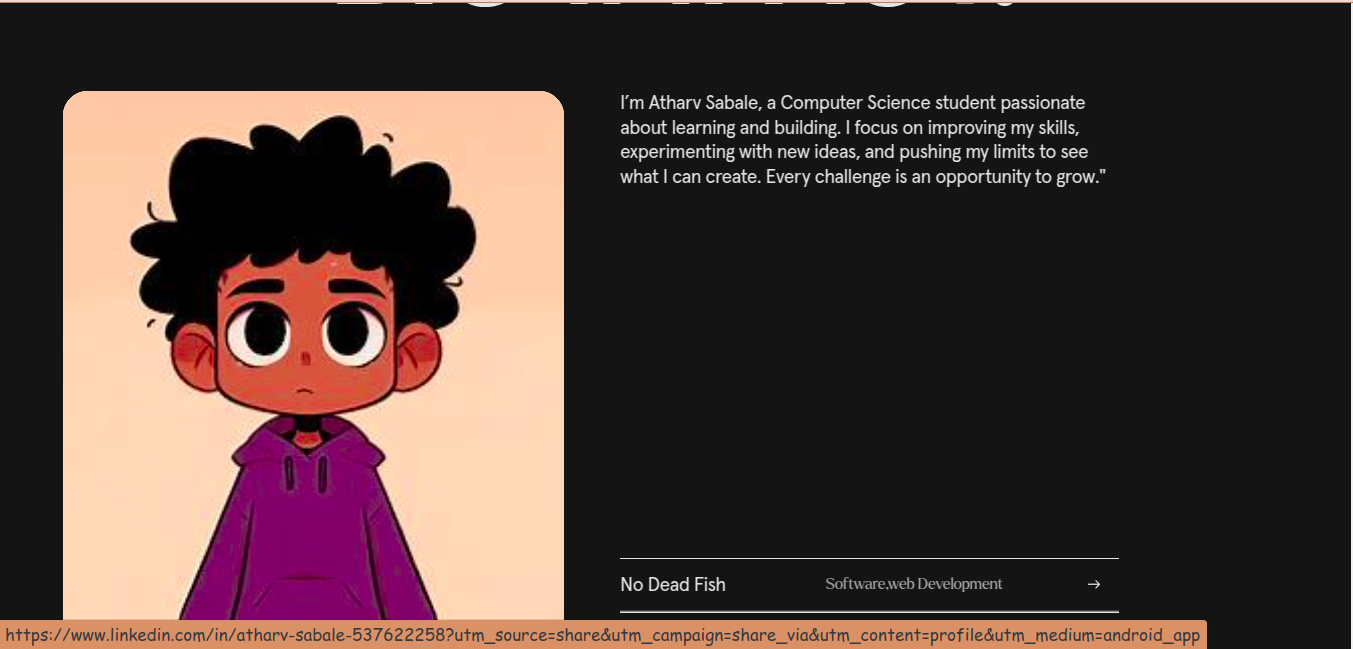 I’m Atharv Sabale, a Computer Science student passionate
about learning and building. I focus on improving my skills,
experimenting with new ideas, and pushing my limits to see
what I can create. Every challenge is an opportunity to grow."
No Dead Fish Software,web Development →
https://www.linkedin.com/in/atharv-sabale-537622258?utm_source=share&utm_campaign=share_via&utm_content=profile&utm_medium=android_app